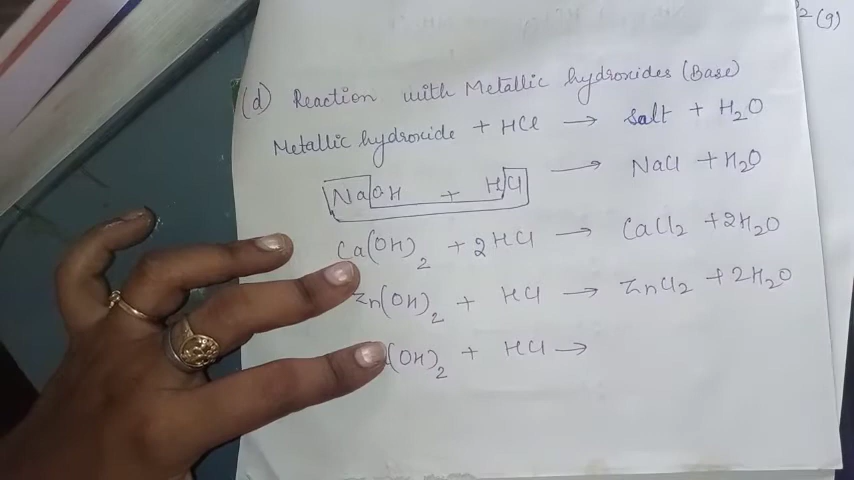 2 (g)
(d) Reaction with Metallic hydroxides (Base)
Metallic hydroxide + HCl → salt + H₂O
NaOH + HCl → NaCl + H₂O
Ca(OH)₂ + 2HCl → CaCl₂ + 2H₂O
Zn(OH)₂ + HCl → ZnCl₂ + 2H₂O
(OH)₂ + HCl →